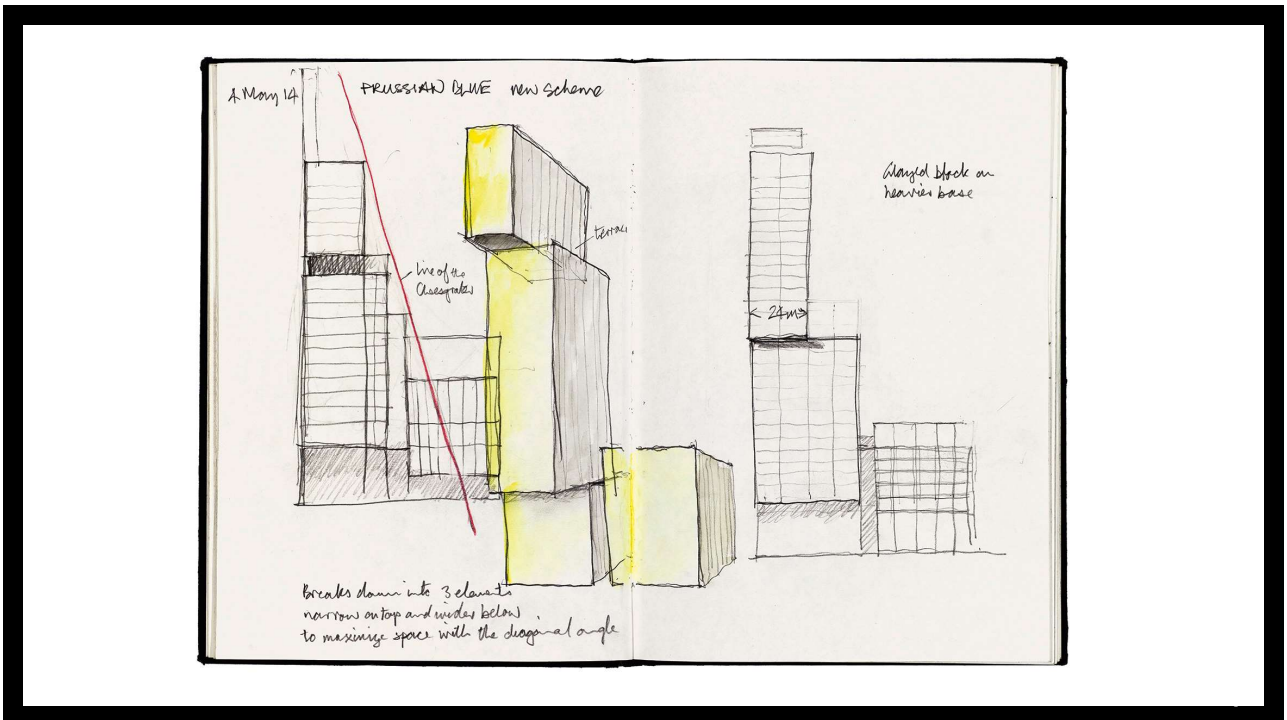 4 May 14
PRUSSIAN BLUE new scheme
terrace
Line of the
Cheesegrater
24m
Glazed block on
heavier base
Breaks down into 3 elements
narrow on top and wider below
to maximize space with the diagonal angle